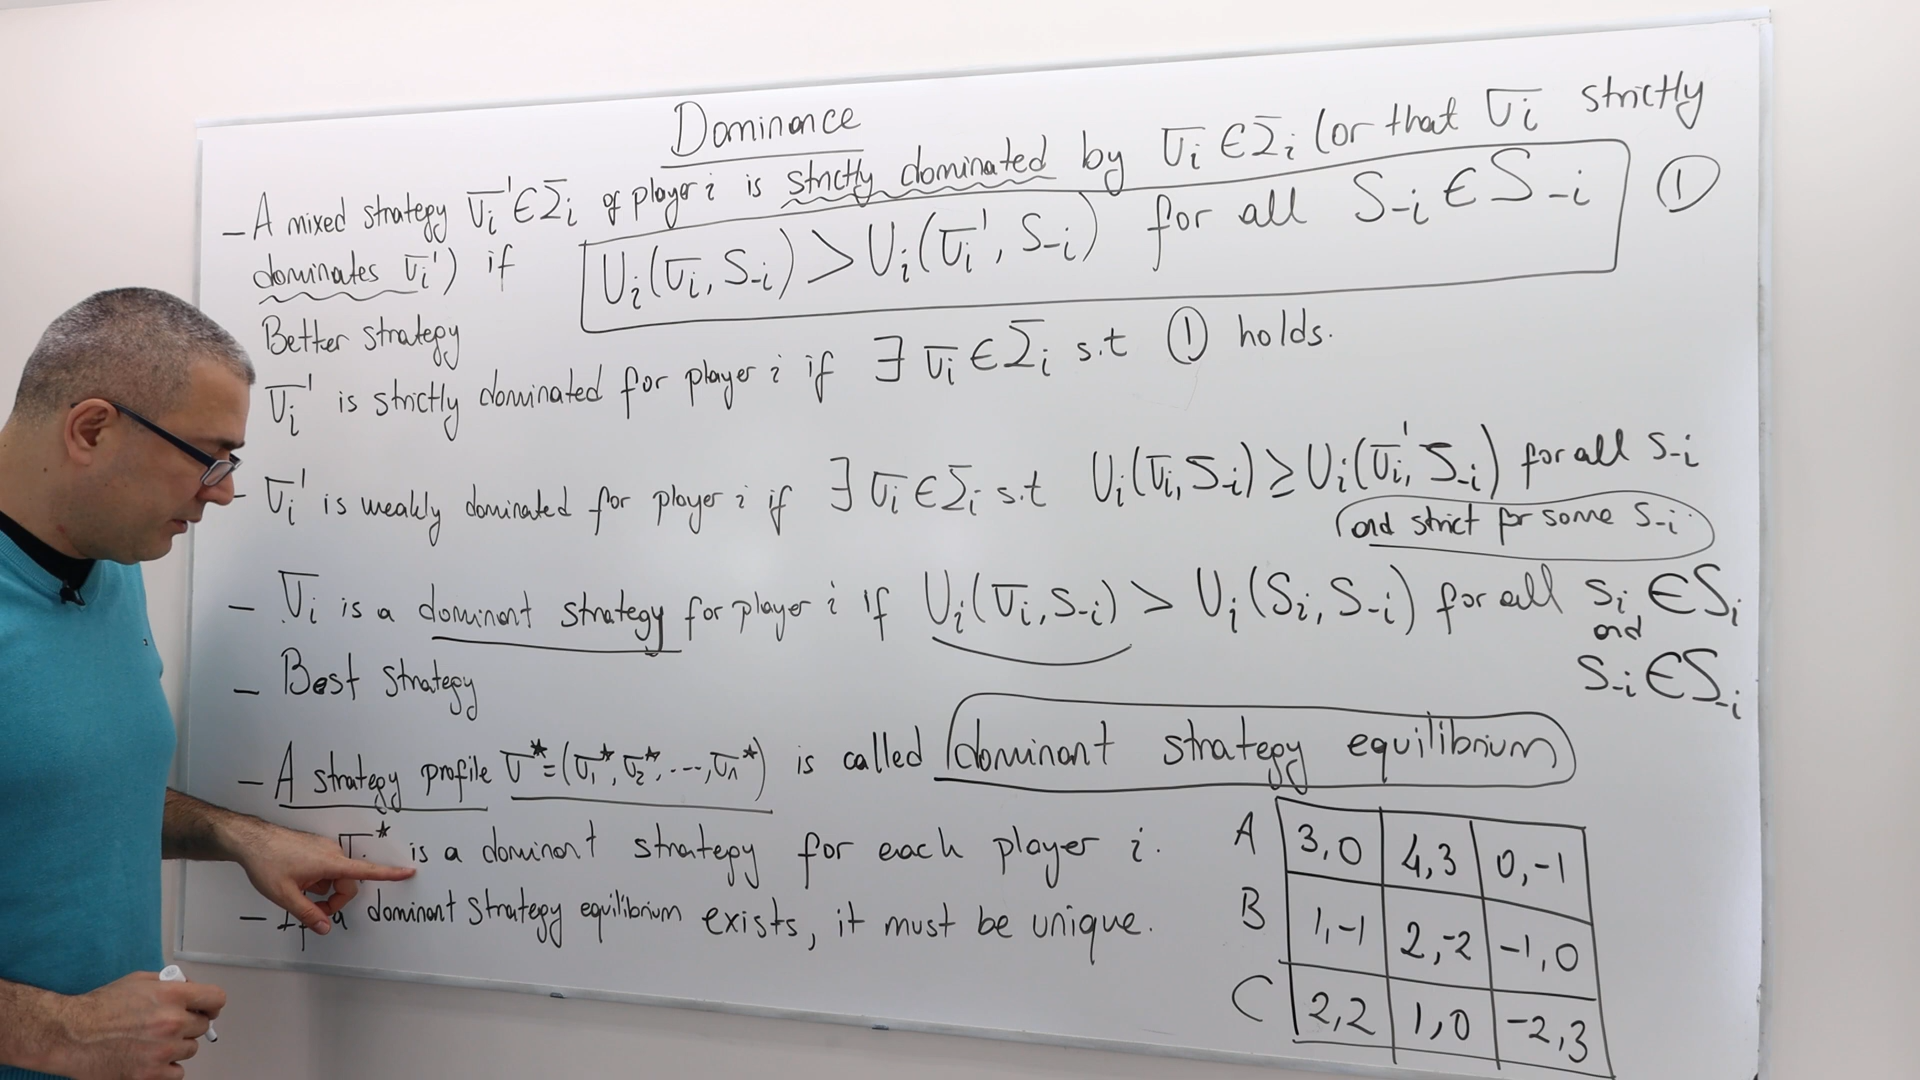 Dominance
- A mixed strategy σi' ∈ Σi of player i is strictly dominated by σi ∈ Σi (or that σi strictly
dominates σi') if Ui(σi, S-i) > Ui(σi', S-i) for all S-i ∈ S-i ①
Better strategy
σi' is strictly dominated for player i if ∃ σi ∈ Σi s.t ① holds.
- σi' is weakly dominated for player i if ∃ σi ∈ Σi s.t Ui(σi, S-i) ≥ Ui(σi', S-i) for all S-i
and strict for some S-i
- σi is a dominant strategy for player i if Ui(σi, S-i) > Ui(Si, S-i) for all Si ∈ Si
and
S-i ∈ S-i
- Best strategy
- A strategy profile σ* = (σ1*, σ2*, ..., σn*) is called dominant strategy equilibrium
σi* is a dominant strategy for each player i.
- If a dominant strategy equilibrium exists, it must be unique.
A 3,0 4,3 0,-1
B 1,-1 2,-2 -1,0
C 2,2 1,0 -2,3